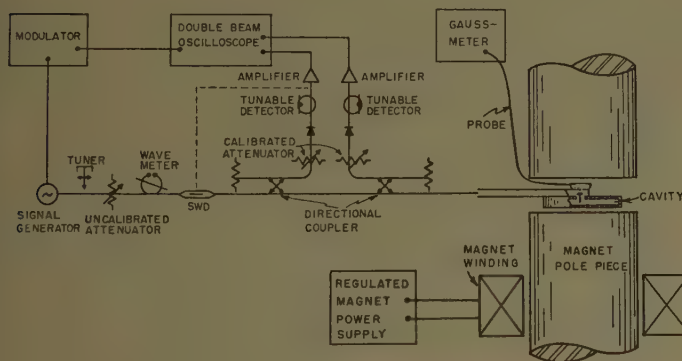 MODULATOR
DOUBLE BEAM
OSCILLOSCOPE
GAUSS-
METER
AMPLIFIER
AMPLIFIER
TUNABLE
DETECTOR
TUNABLE
DETECTOR
PROBE
CALIBRATED
ATTENUATOR
TUNER
WAVE
METER
SIGNAL
GENERATOR
UNCALIBRATED
ATTENUATOR
SWD
DIRECTIONAL
COUPLER
CAVITY
MAGNET
WINDING
MAGNET
POLE PIECE
REGULATED
MAGNET
POWER
SUPPLY